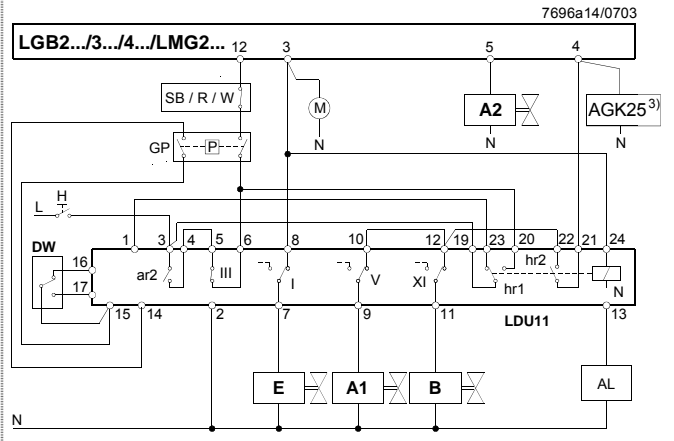 7696a14/0703
LGB2.../3.../4.../LMG2...
12 3 5 4
SB / R / W
M
A2
AGK25 3)
N N N
GP P
L H
DW
1 3 4 5 6 8 10 12 19 23 20 22 21 24
16
17
ar2 III I V XI hr1 hr2 N
15 14 2 7 9 11 LDU11 13
E A1 B AL
N